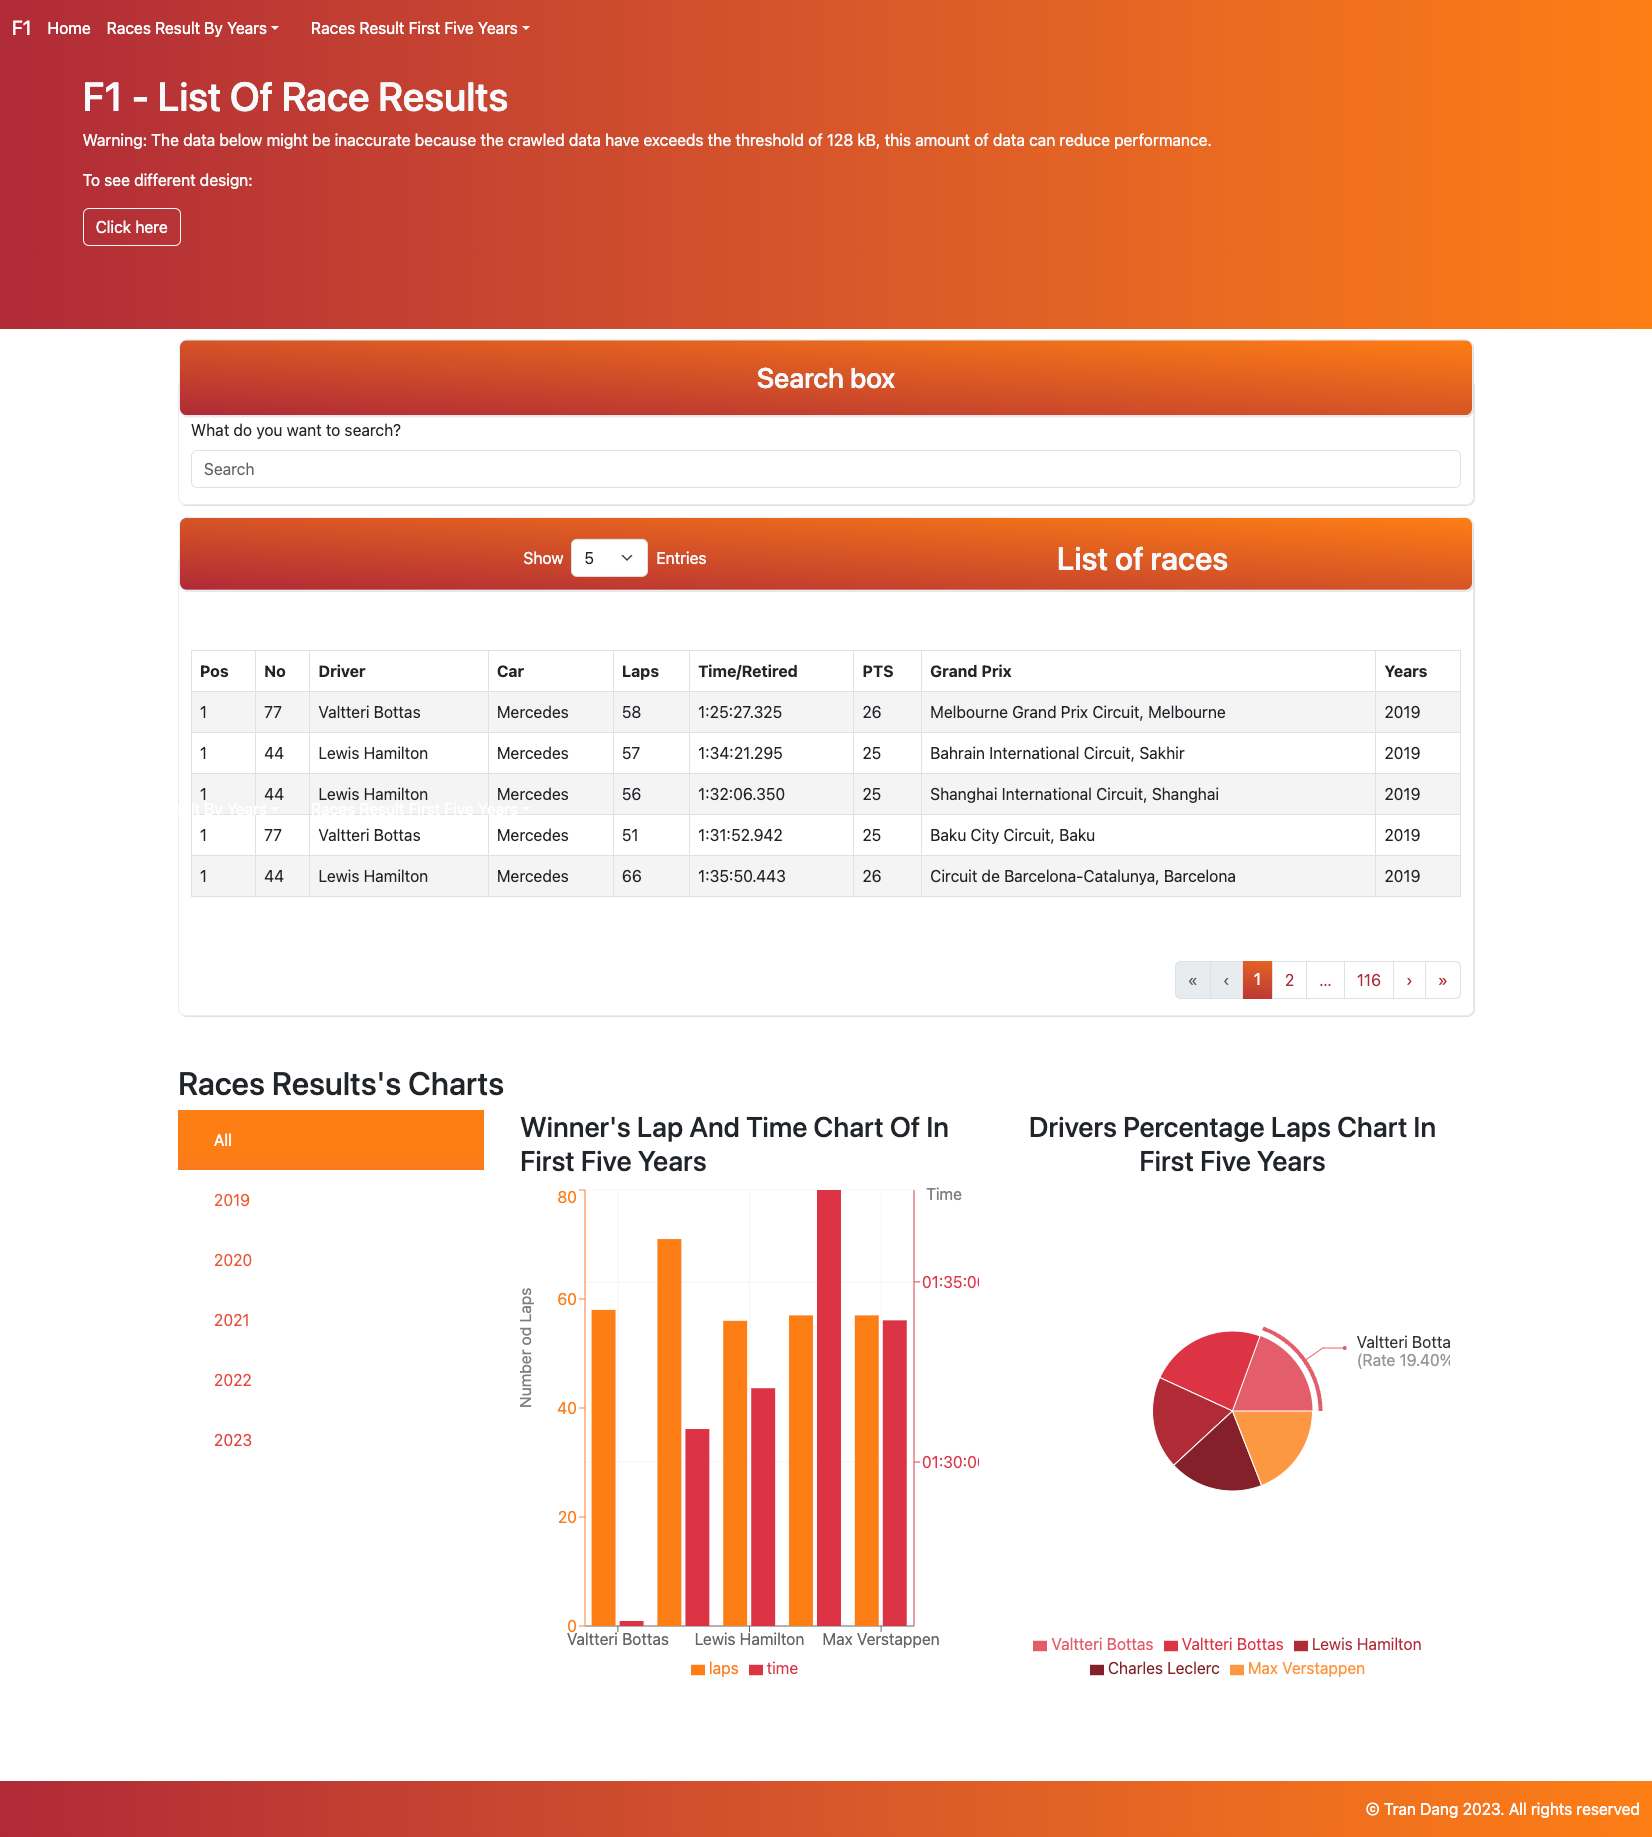 F1 Home Races Result By Years Races Result First Five Years
F1 - List Of Race Results
Warning: The data below might be inaccurate because the crawled data have exceeds the threshold of 128 kB, this amount of data can reduce performance.
To see different design:
Click here
Search box
What do you want to search?
Search
Show 5 Entries List of races
Pos No Driver Car Laps Time/Retired PTS Grand Prix Years
1 77 Valtteri Bottas Mercedes 58 1:25:27.325 26 Melbourne Grand Prix Circuit, Melbourne 2019
1 44 Lewis Hamilton Mercedes 57 1:34:21.295 25 Bahrain International Circuit, Sakhir 2019
1 44 Lewis Hamilton Mercedes 56 1:32:06.350 25 Shanghai International Circuit, Shanghai 2019
lt By Years Races Result First Five Years
1 77 Valtteri Bottas Mercedes 51 1:31:52.942 25 Baku City Circuit, Baku 2019
1 44 Lewis Hamilton Mercedes 66 1:35:50.443 26 Circuit de Barcelona-Catalunya, Barcelona 2019
« ‹ 1 2 ... 116 › »
Races Results's Charts
All
2019
2020
2021
2022
2023
Winner's Lap And Time Chart Of In
First Five Years
Time
80
60
40
20
0
Number od Laps
01:35:0
01:30:0
Valtteri Bottas Lewis Hamilton Max Verstappen
laps time
Drivers Percentage Laps Chart In
First Five Years
Valtteri Botta
(Rate 19.40%
Valtteri Bottas Valtteri Bottas Lewis Hamilton
Charles Leclerc Max Verstappen
© Tran Dang 2023. All rights reserved